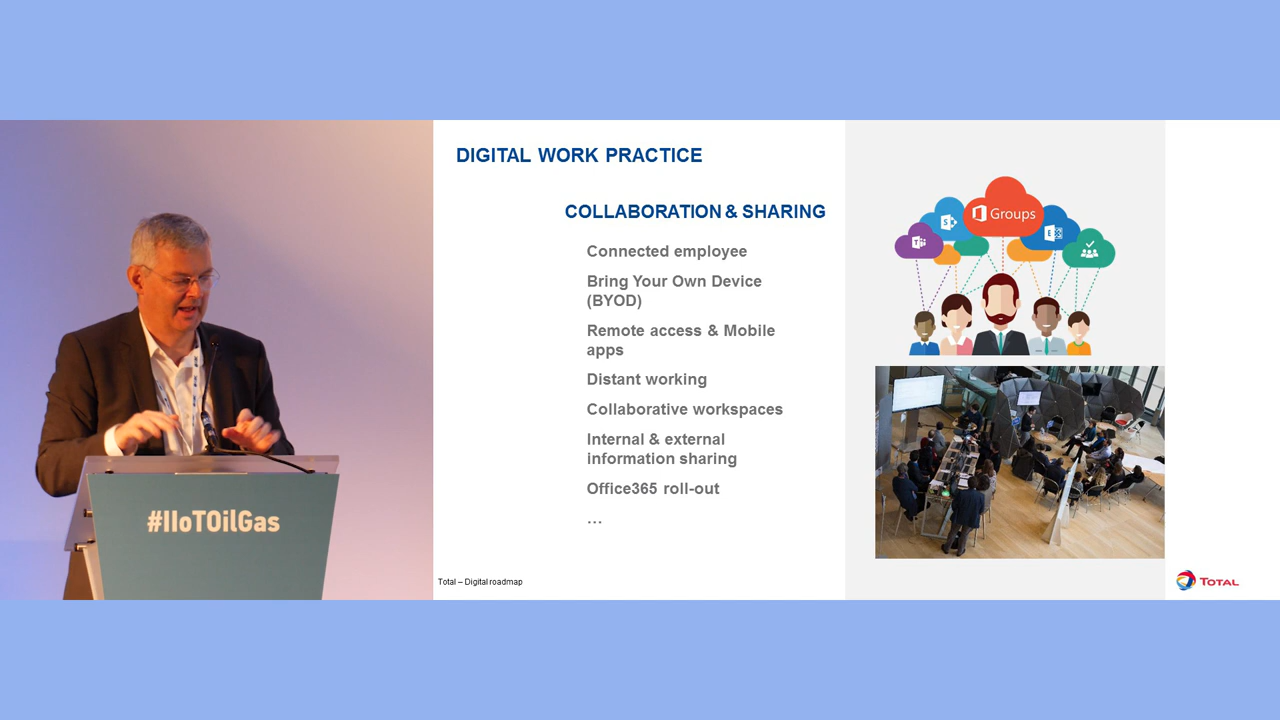 DIGITAL WORK PRACTICE
COLLABORATION & SHARING
Connected employee
Bring Your Own Device
(BYOD)
Remote access & Mobile
apps
Distant working
Collaborative workspaces
Internal & external
information sharing
Office365 roll-out
…
Groups
S
E
T
#IIoTOilGas
Total – Digital roadmap
TOTAL